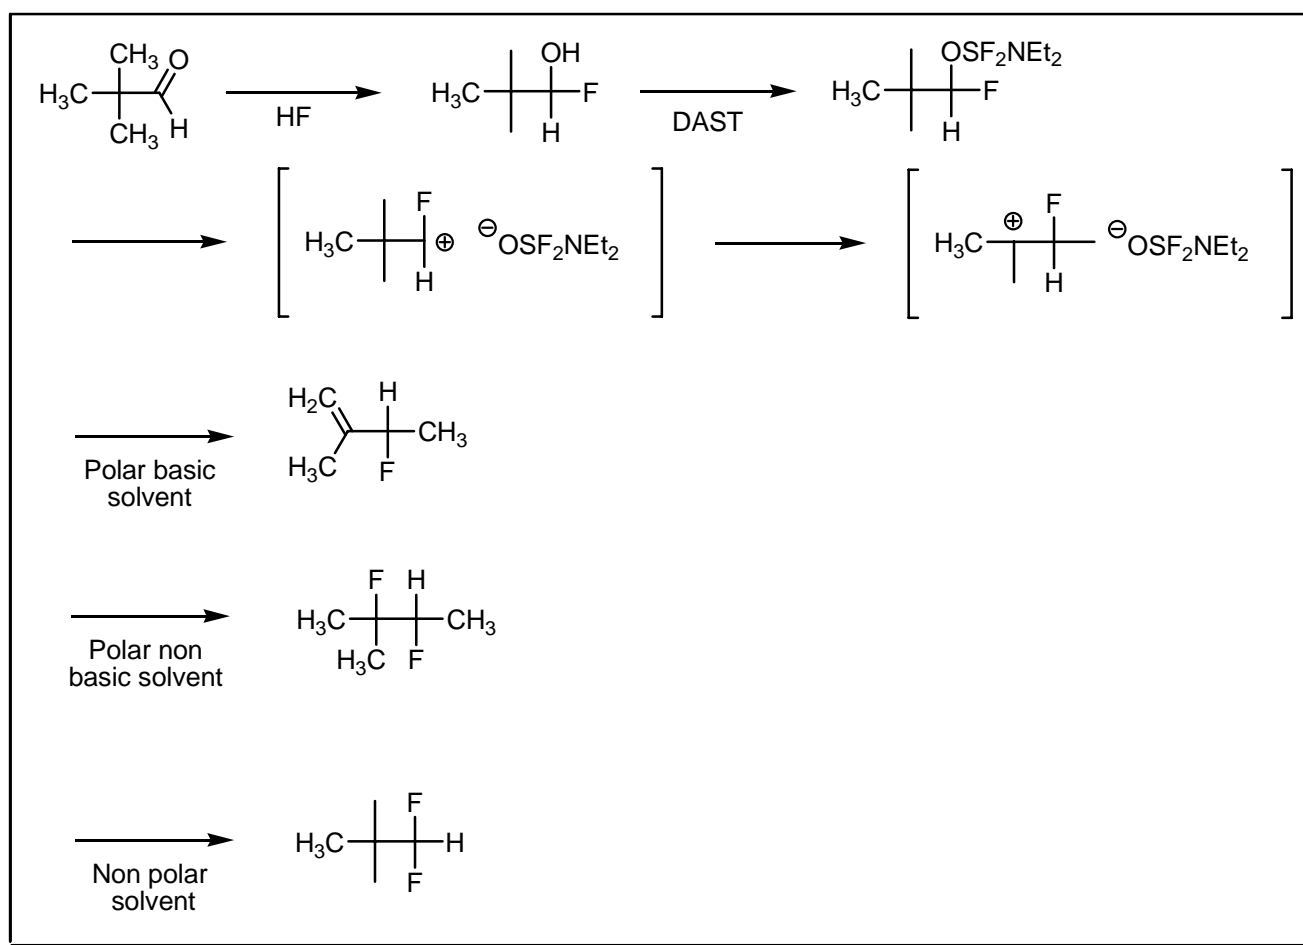 CH₃ O
H₃C
CH₃ H
HF
OH
H₃C F
H
DAST
OSF₂NEt₂
H₃C F
H
F
H₃C ⊕ ⊖OSF₂NEt₂
H
⊕ F
H₃C ⊖OSF₂NEt₂
H
Polar basic
solvent
H₂C H
CH₃
H₃C F
Polar non
basic solvent
F H
H₃C CH₃
H₃C F
Non polar
solvent
F
H₃C H
F